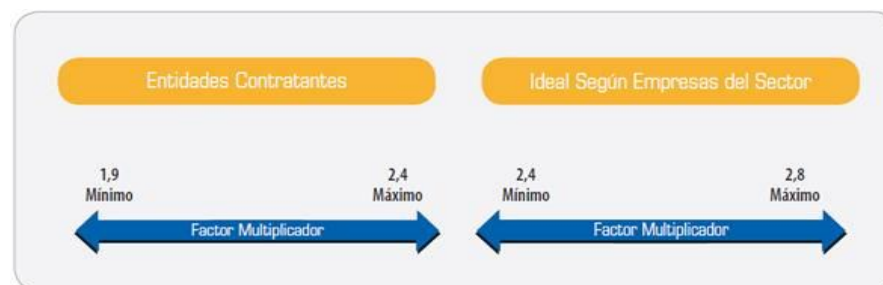 Entidades Contratantes
Ideal Según Empresas del Sector
1,9
Mínimo
2,4
Máximo
2,4
Mínimo
2,8
Máximo
Factor Multiplicador
Factor Multiplicador